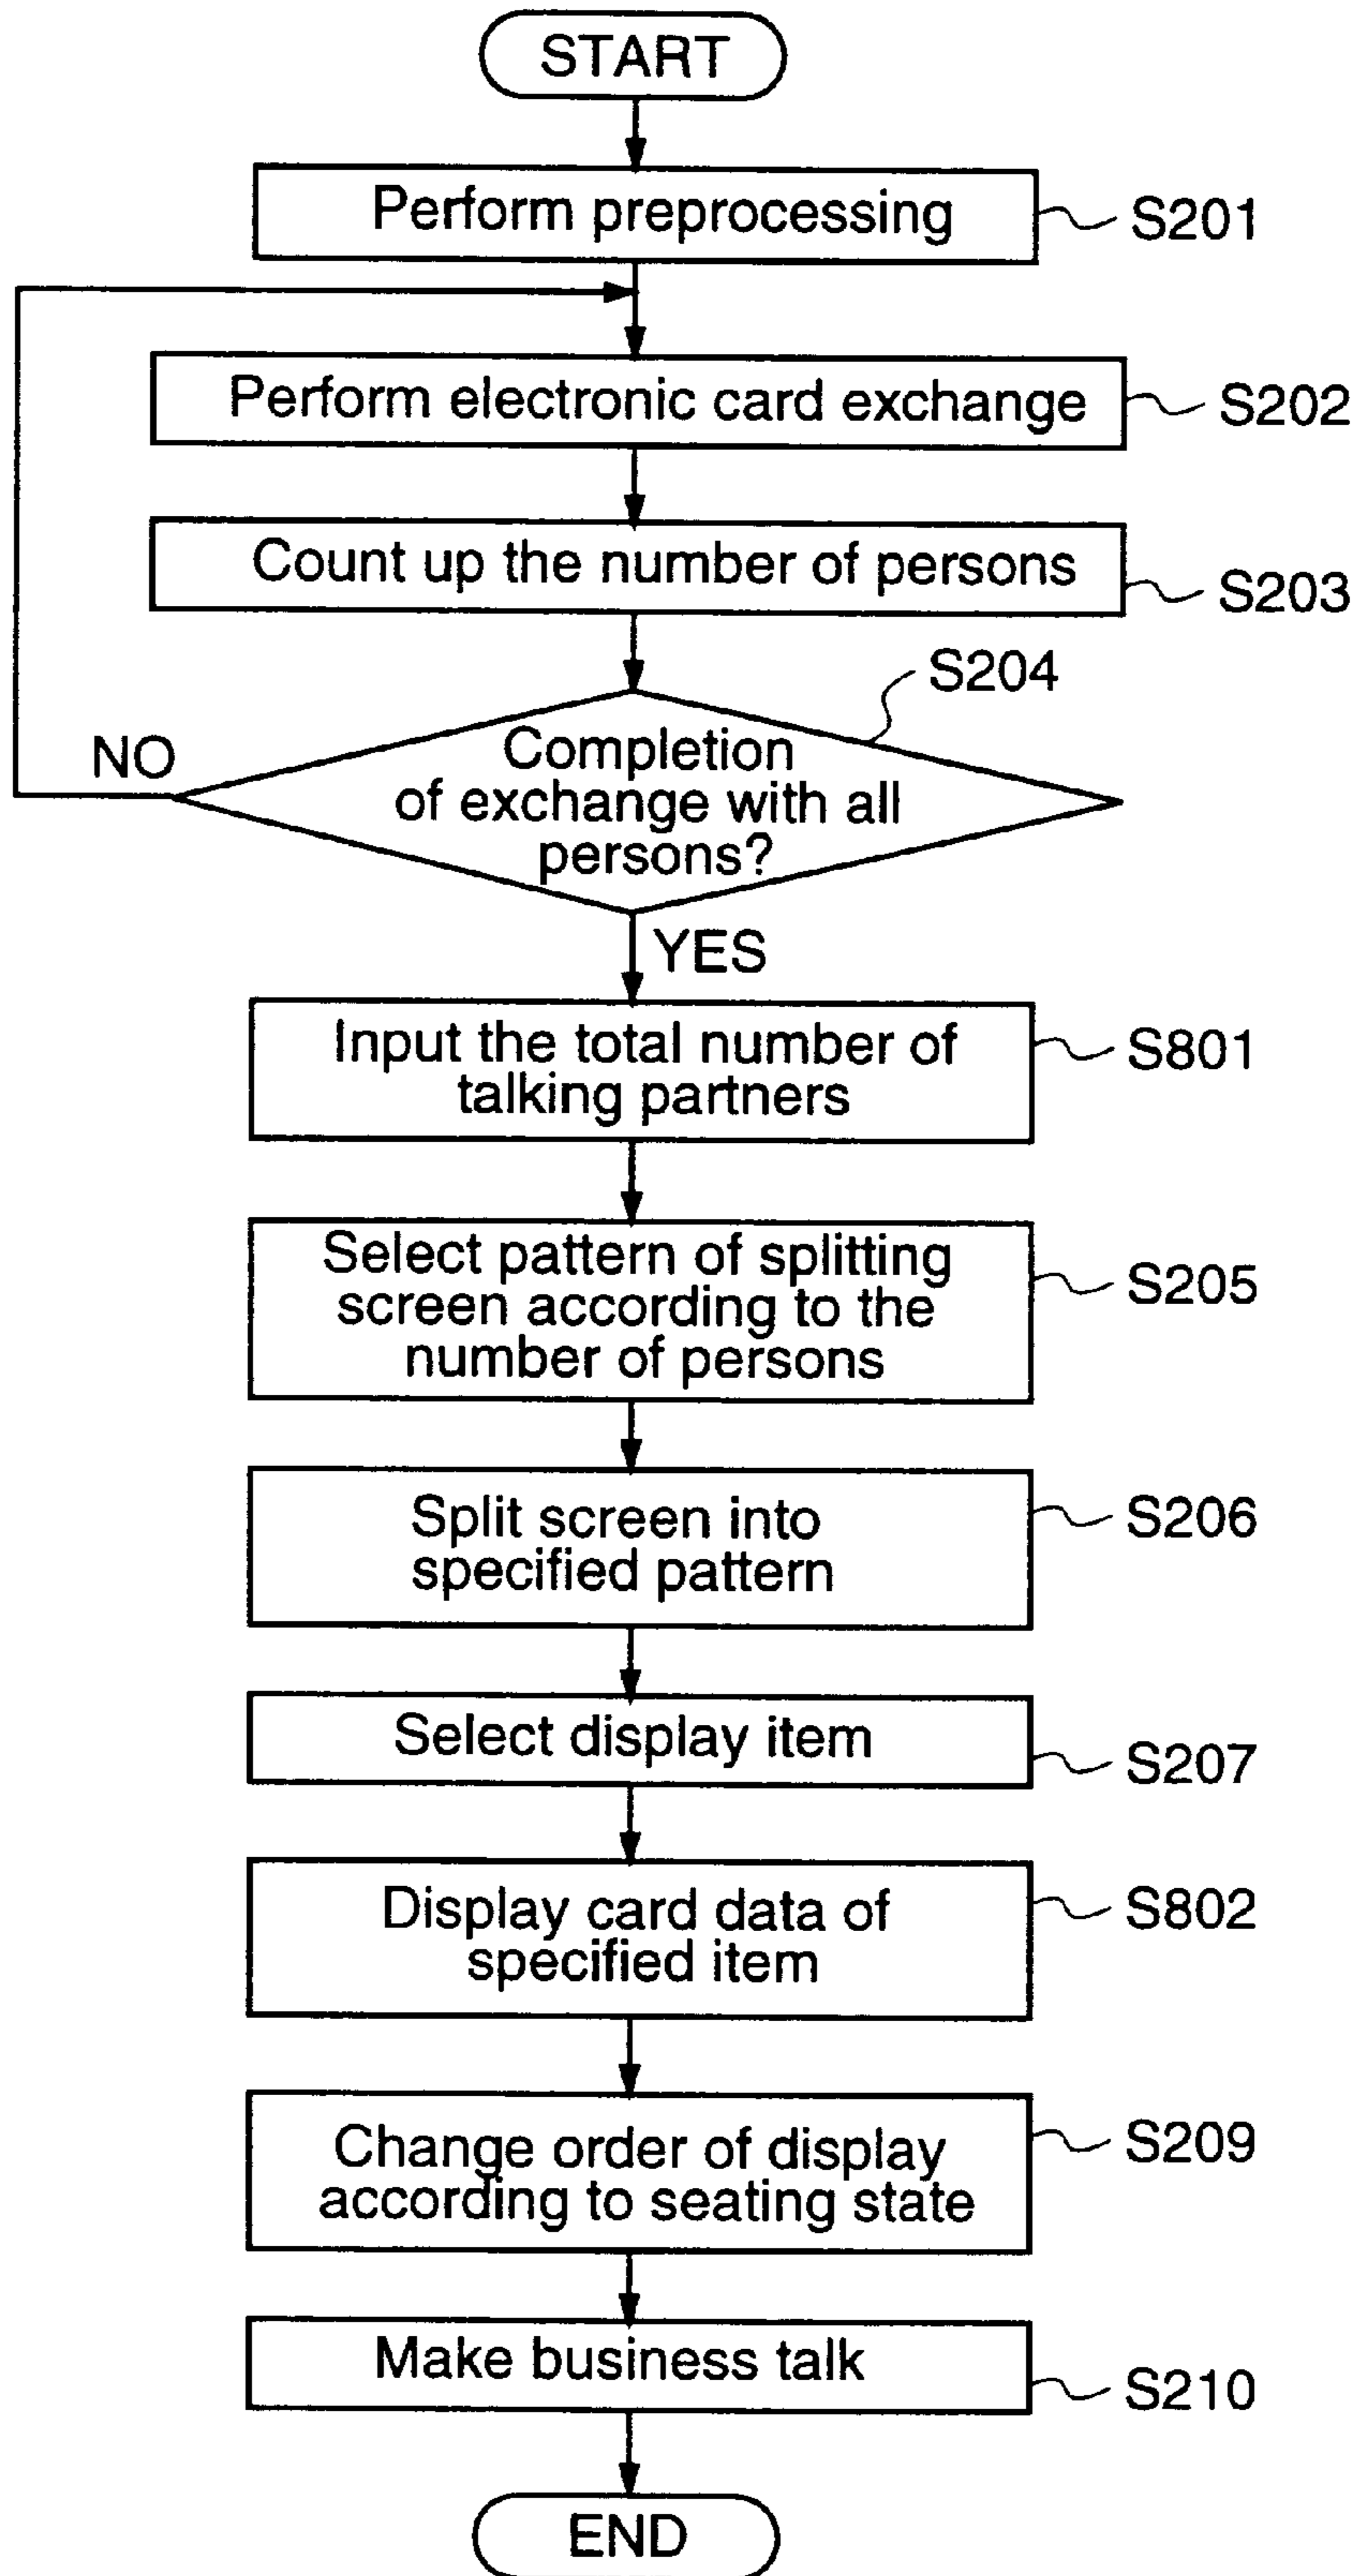 START
Perform preprocessing
S201
Perform electronic card exchange
S202
Count up the number of persons
S203
S204
Completion
of exchange with all
persons?
NO
YES
Input the total number of
talking partners
S801
Select pattern of splitting
screen according to the
number of persons
S205
Split screen into
specified pattern
S206
Select display item
S207
Display card data of
specified item
S802
Change order of display
according to seating state
S209
Make business talk
S210
END